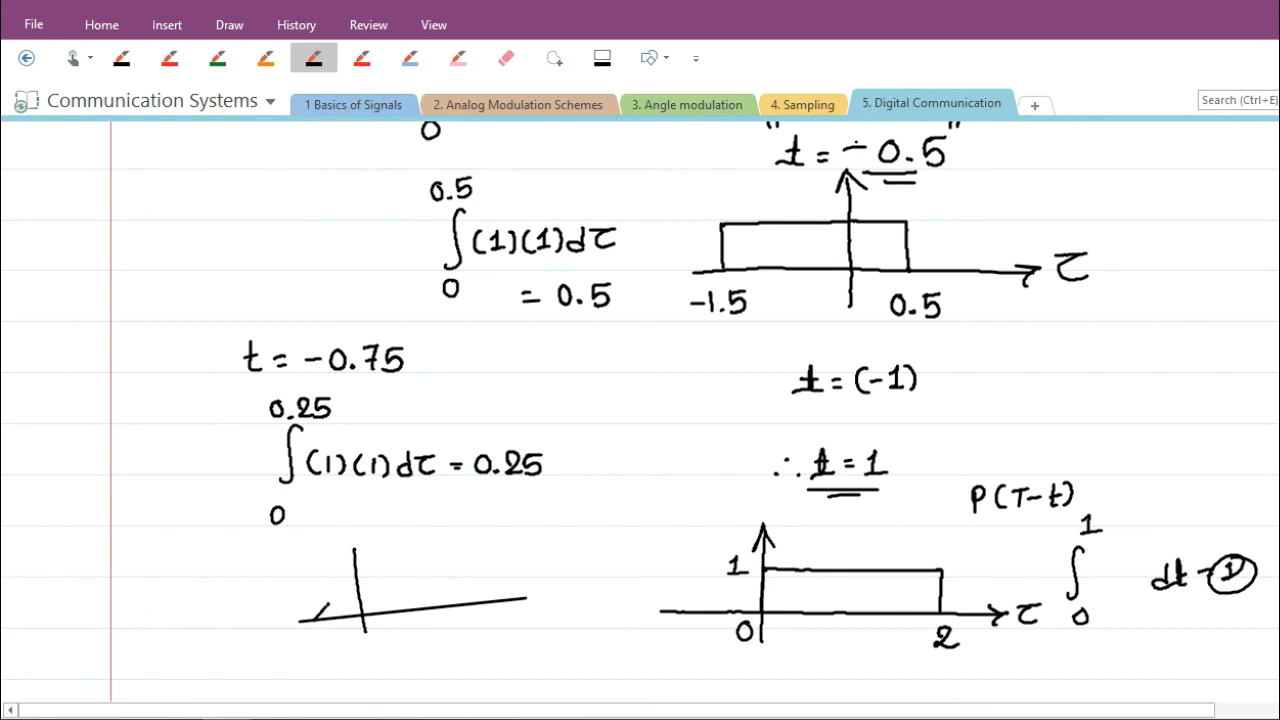 File Home Insert Draw History Review View
Communication Systems 1 Basics of Signals 2. Analog Modulation Schemes 3. Angle modulation 4. Sampling 5. Digital Communication + Search (Ctrl+E)
0
"t = -0.5"
0.5
∫(1)(1)dτ
0
= 0.5
τ
-1.5 0.5
t = -0.75
t = (-1)
0.25
∫(1)(1)dτ = 0.25
0
∴ t = 1
P(T-t)
1
∫ dt
0
1
0 2 τ